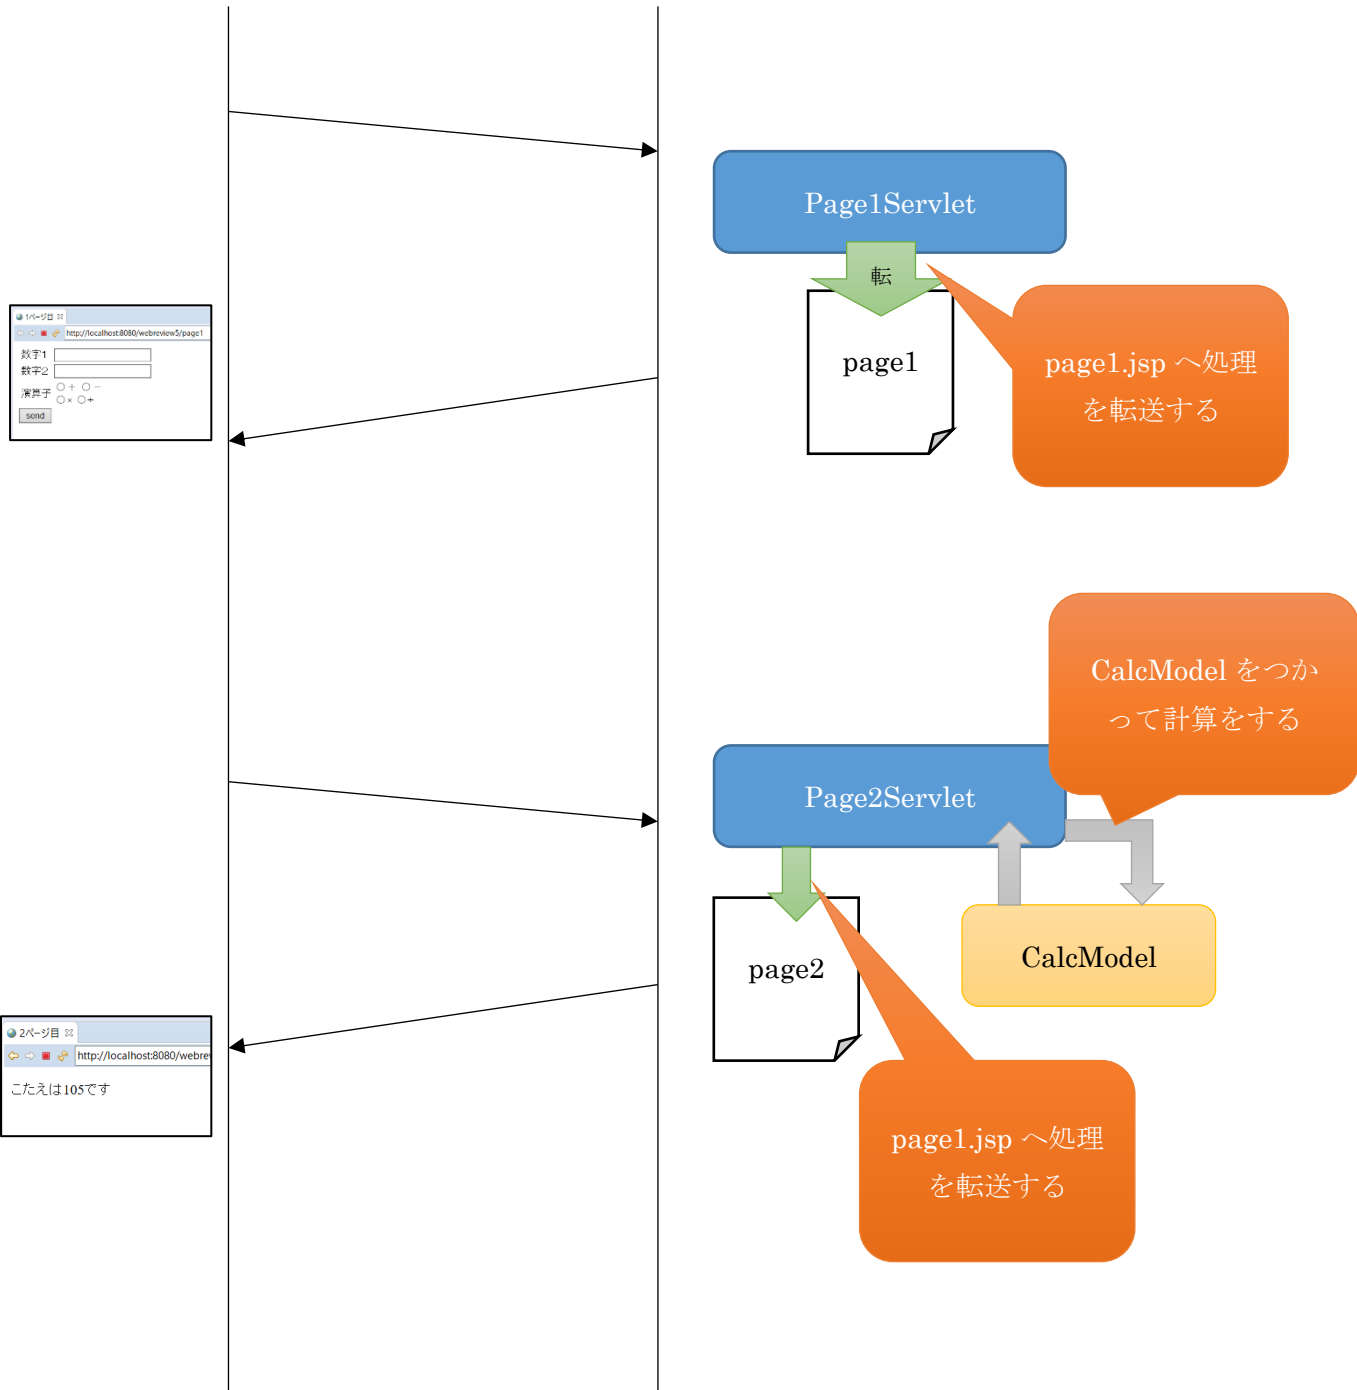 Page1Servlet
転
page1
page1.jsp へ処理
を転送する
1ページ目
http://localhost:8080/webreview5/page1
数字1
数字2
演算子
+
−
×
÷
send
CalcModel をつか
って計算をする
Page2Servlet
page2
CalcModel
2ページ目
http://localhost:8080/webre
こたえは105です
page1.jsp へ処理
を転送する